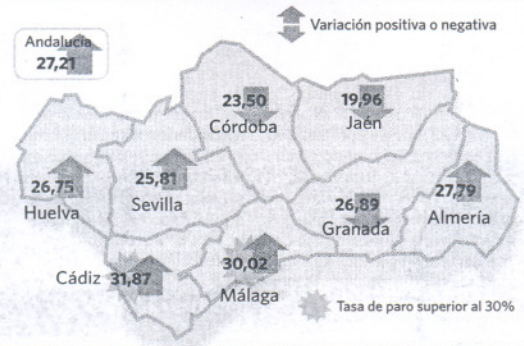 Variación positiva o negativa
Andalucía
27,21
23,50
Córdoba
19,96
Jaén
26,75
Huelva
25,81
Sevilla
26,89
Granada
27,79
Almería
Cádiz 31,87
30,02
Málaga
Tasa de paro superior al 30%